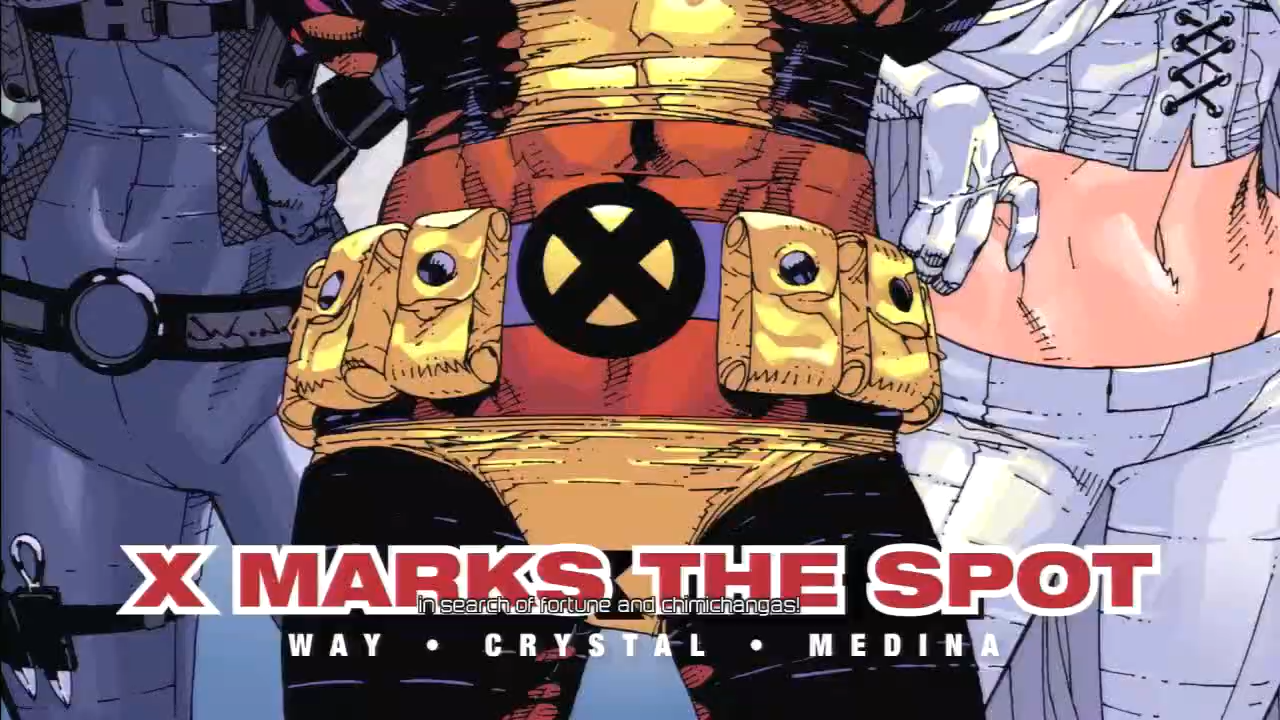 X MARKS THE SPOT
in search of fortune and chimichangas!
WAY • CRYSTAL • MEDINA